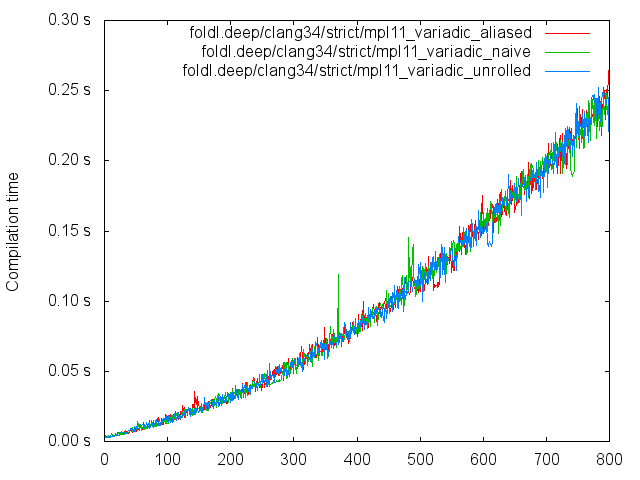 0.30 s
foldl.deep/clang34/strict/mpl11_variadic_aliased
foldl.deep/clang34/strict/mpl11_variadic_naive
foldl.deep/clang34/strict/mpl11_variadic_unrolled
0.25 s
0.20 s
Compilation time
0.15 s
0.10 s
0.05 s
0.00 s
0 100 200 300 400 500 600 700 800